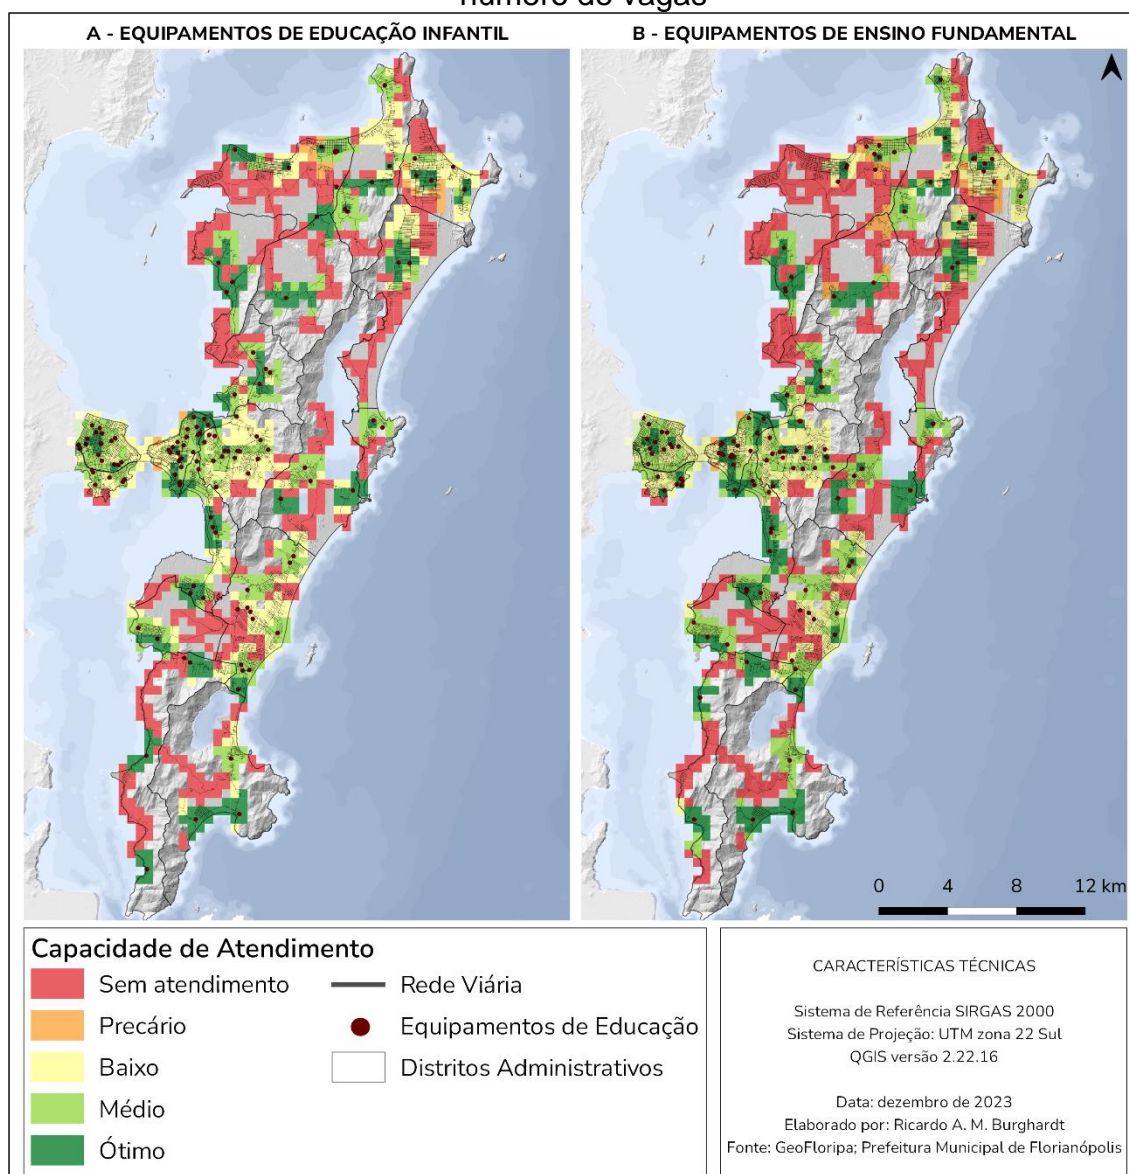 número de vagas
A - EQUIPAMENTOS DE EDUCAÇÃO INFANTIL
B - EQUIPAMENTOS DE ENSINO FUNDAMENTAL
0 4 8 12 km
Capacidade de Atendimento
Sem atendimento
Precário
Baixo
Médio
Ótimo
Rede Viária
Equipamentos de Educação
Distritos Administrativos
CARACTERÍSTICAS TÉCNICAS
Sistema de Referência SIRGAS 2000
Sistema de Projeção: UTM zona 22 Sul
QGIS versão 2.22.16
Data: dezembro de 2023
Elaborado por: Ricardo A. M. Burghardt
Fonte: GeoFloripa; Prefeitura Municipal de Florianópolis